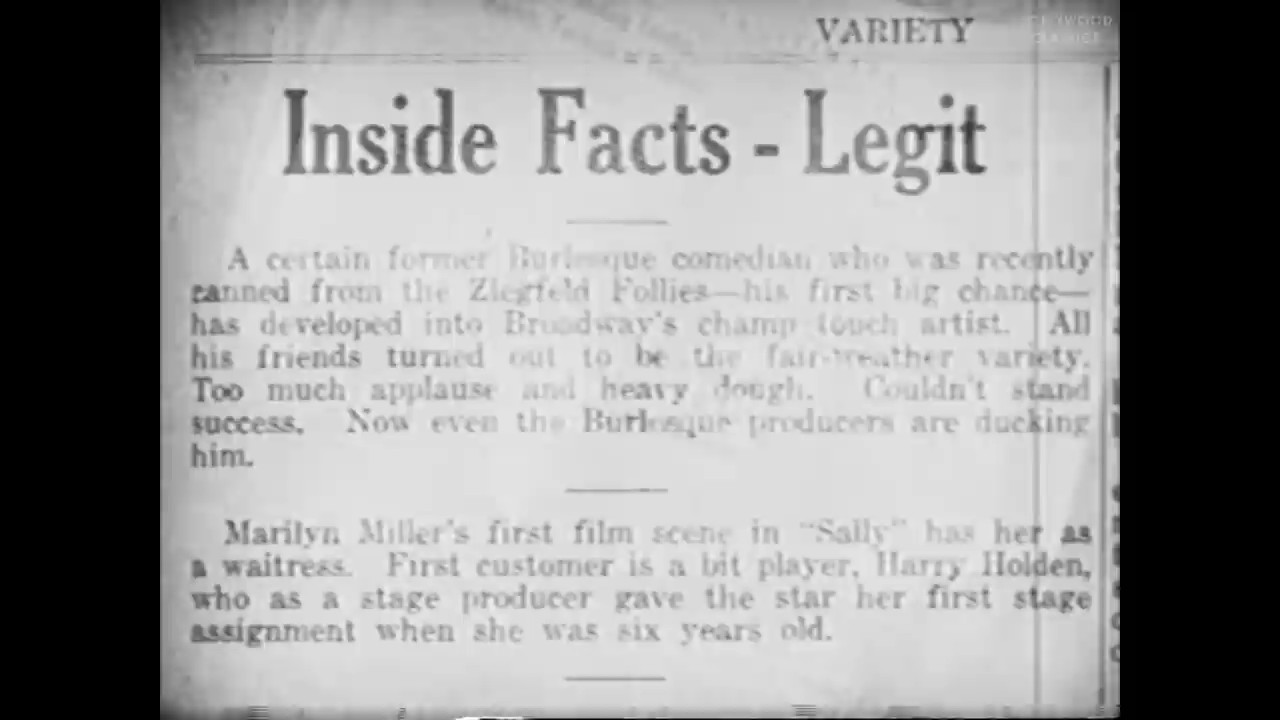 VARIETY
Inside Facts - Legit
A certain former Burlesque comedian who was recently
canned from the Ziegfeld Follies—his first big chance—
has developed into Broadway's champ touch artist. All
his friends turned out to be the fair-weather variety.
Too much applause and heavy dough. Couldn't stand
success. Now even the Burlesque producers are ducking
him.
Marilyn Miller's first film scene in "Sally" has her as
a waitress. First customer is a bit player, Harry Holden,
who as a stage producer gave the star her first stage
assignment when she was six years old.